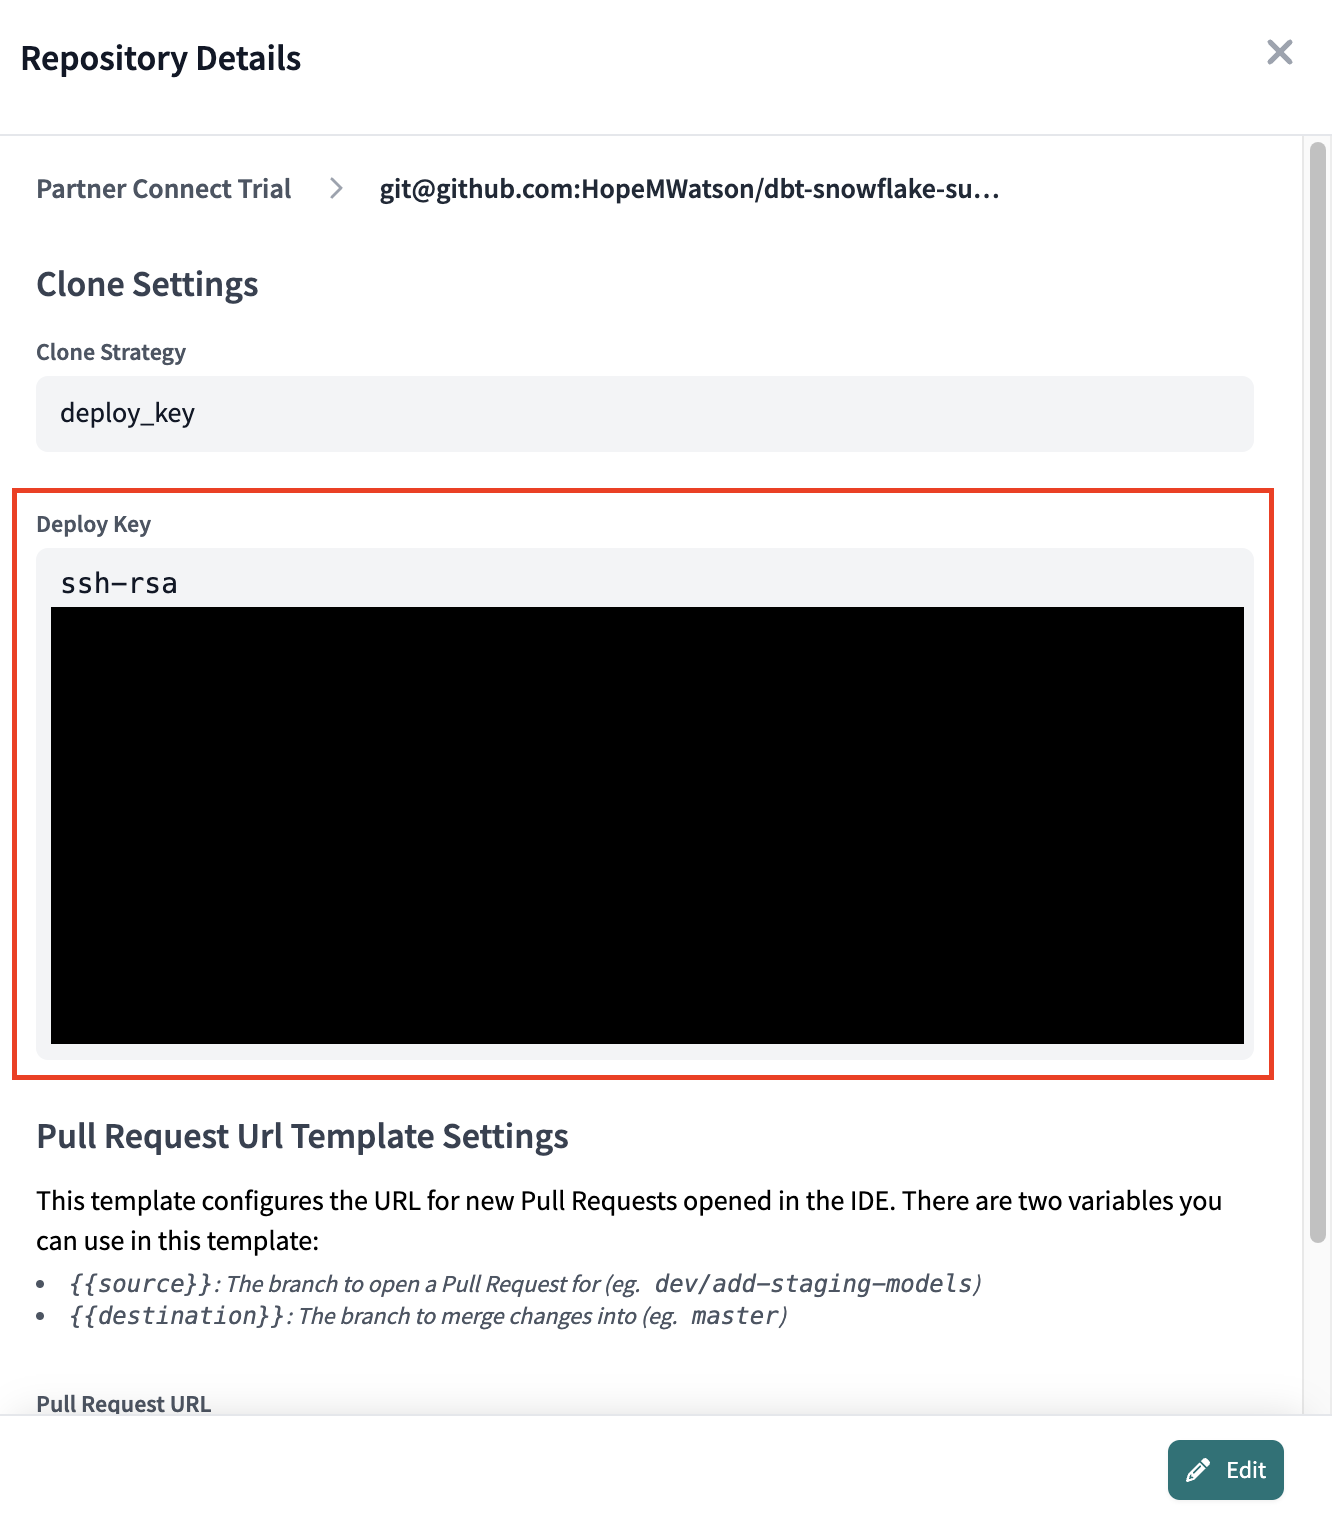 Repository Details
Partner Connect Trial > git@github.com:HopeMWatson/dbt-snowflake-su...
Clone Settings
Clone Strategy
deploy_key
Deploy Key
ssh-rsa
Pull Request Url Template Settings
This template configures the URL for new Pull Requests opened in the IDE. There are two variables you
can use in this template:
• {{source}}: The branch to open a Pull Request for (eg. dev/add-staging-models)
• {{destination}}: The branch to merge changes into (eg. master)
Pull Request URL
Edit